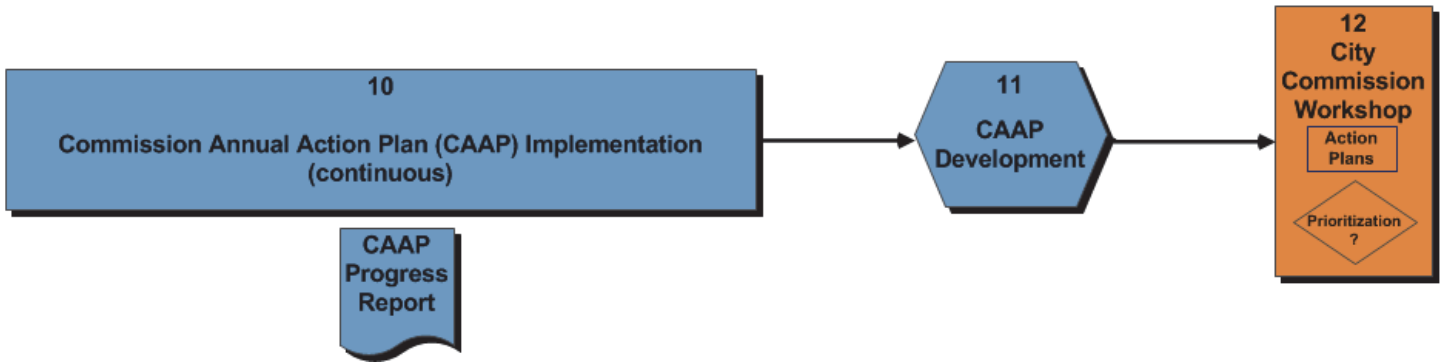 10
Commission Annual Action Plan (CAAP) Implementation
(continuous)
CAAP
Progress
Report
11
CAAP
Development
12
City
Commission
Workshop
Action
Plans
Prioritization
?